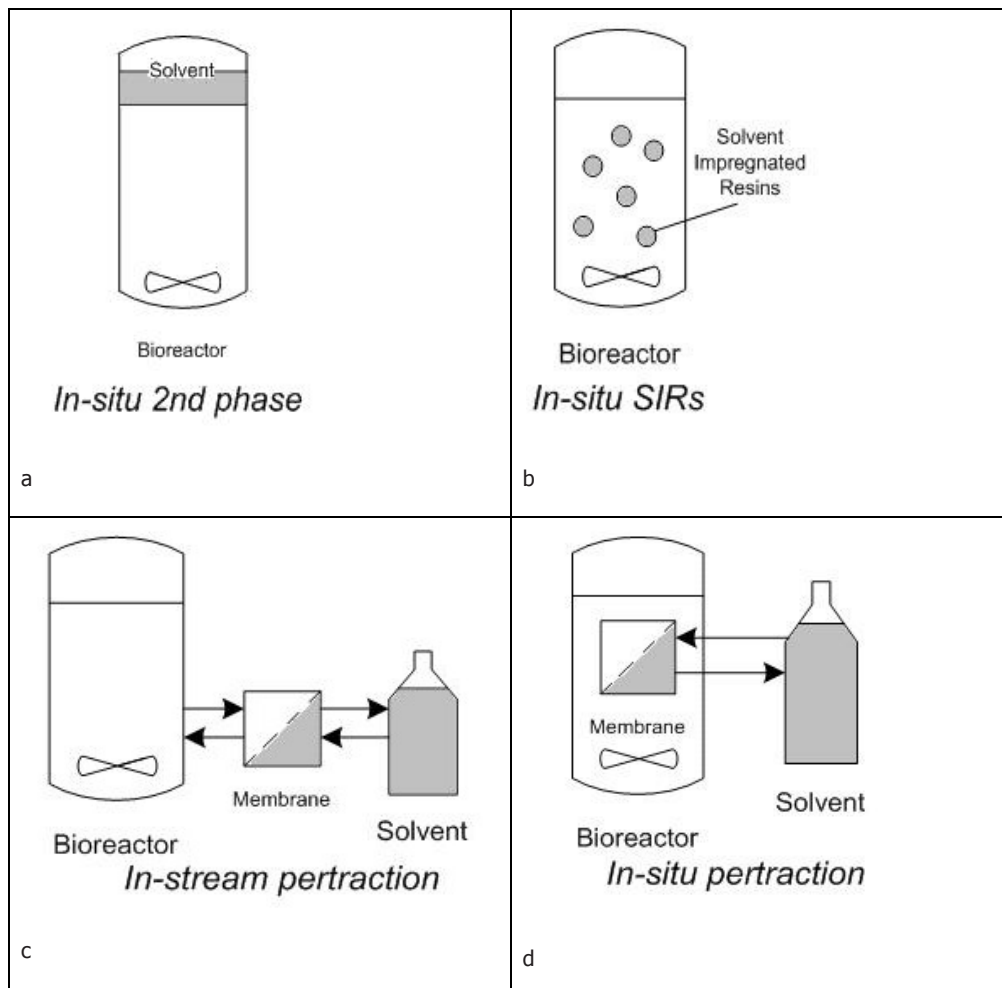 Solvent
Bioreactor
In-situ 2nd phase
a
Solvent
Impregnated
Resins
Bioreactor
In-situ SIRs
b
Membrane
Solvent
Bioreactor
In-stream pertraction
c
Membrane
Solvent
Bioreactor
In-situ pertraction
d